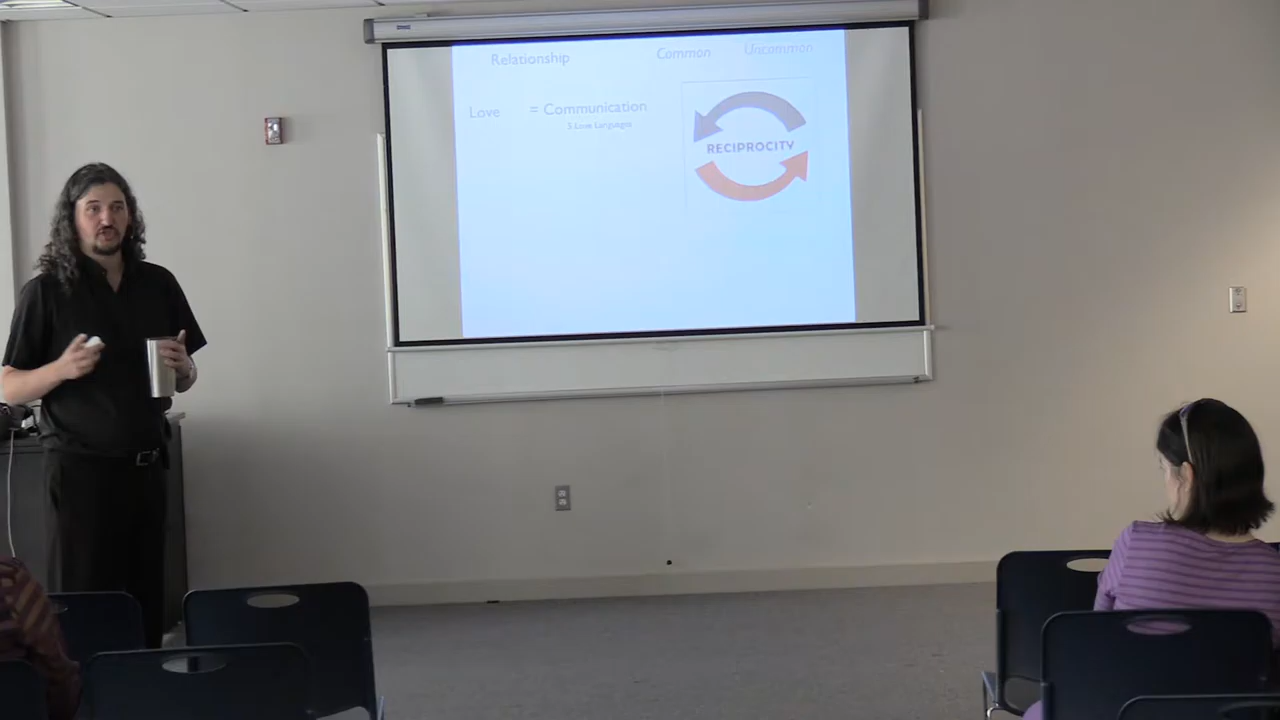 Relationship
Common
Uncommon
Love = Communication
5 Love Languages
RECIPROCITY